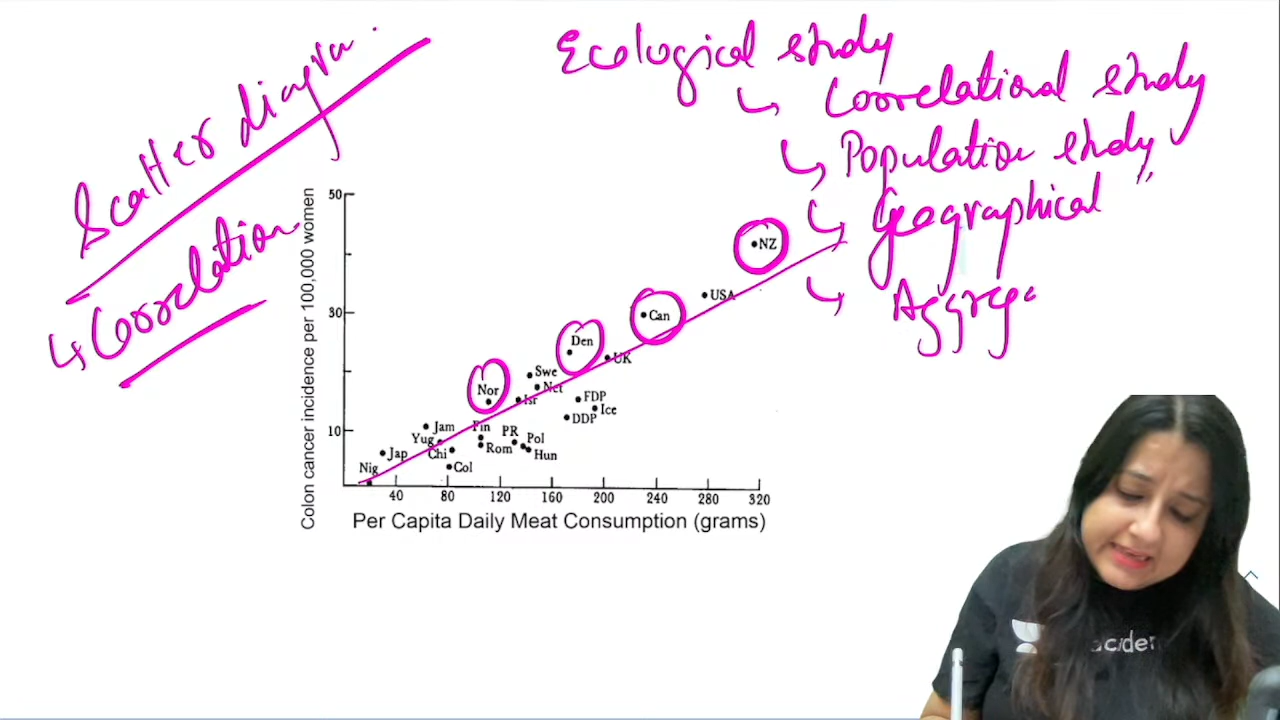 Scatter diagram
Correlation
Ecological study
Correlational study
Population study
Geographical "
Aggrega
50
30
10
Colon cancer incidence per 100,000 women
NZ
USA
Can
Den
UK
Swe
Nor
Net
Isr
FDP
Ice
DDP
Jam
Fin
PR
Pol
Yug
Rom
Hun
Jap
Chi
Col
Nig
40 80 120 160 200 240 280 320
Per Capita Daily Meat Consumption (grams)